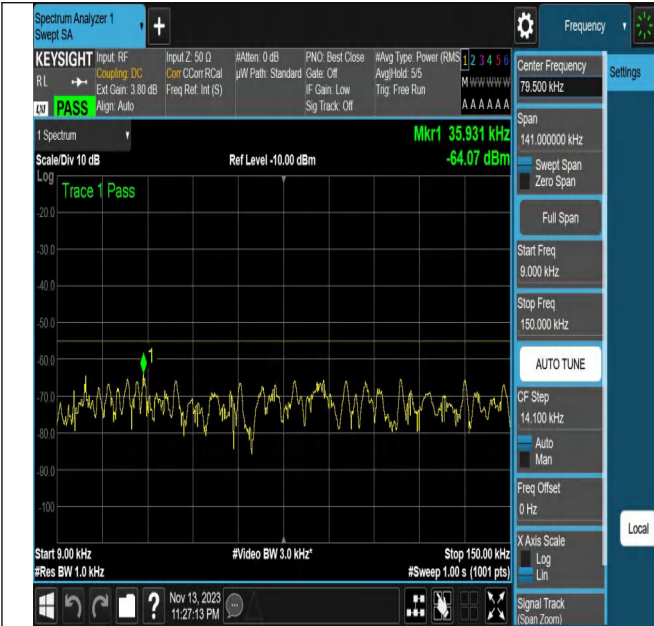 Spectrum Analyzer 1
Swept SA
+
Frequency
KEYSIGHT
RL
LXI
PASS
Input: RF
Coupling: DC
Ext Gain: 3.80 dB
Align: Auto
Input Z: 50 Ω
Corr CCorr RCal
Freq Ref: Int (S)
#Atten: 0 dB
µW Path: Standard
PNO: Best Close
Gate: Off
IF Gain: Low
Sig Track: Off
#Avg Type: Power (RMS
Avg|Hold: 5/5
Trig: Free Run
1 2 3 4 5 6
M W W W W W
A A A A A A
1 Spectrum
Scale/Div 10 dB
Ref Level -10.00 dBm
Mkr1 35.931 kHz
-64.07 dBm
Log
Trace 1 Pass
1
-20.0
-30.0
-40.0
-50.0
-60.0
-70.0
-80.0
-90.0
-100
Start 9.00 kHz
#Video BW 3.0 kHz*
Stop 150.00 kHz
#Res BW 1.0 kHz
#Sweep 1.00 s (1001 pts)
?
Nov 13, 2023
11:27:13 PM
Center Frequency
79.500 kHz
Settings
Span
141.000000 kHz
Swept Span
Zero Span
Full Span
Start Freq
9.000 kHz
Stop Freq
150.000 kHz
AUTO TUNE
CF Step
14.100 kHz
Auto
Man
Freq Offset
0 Hz
Local
X Axis Scale
Log
Lin
Signal Track
(Span Zoom)